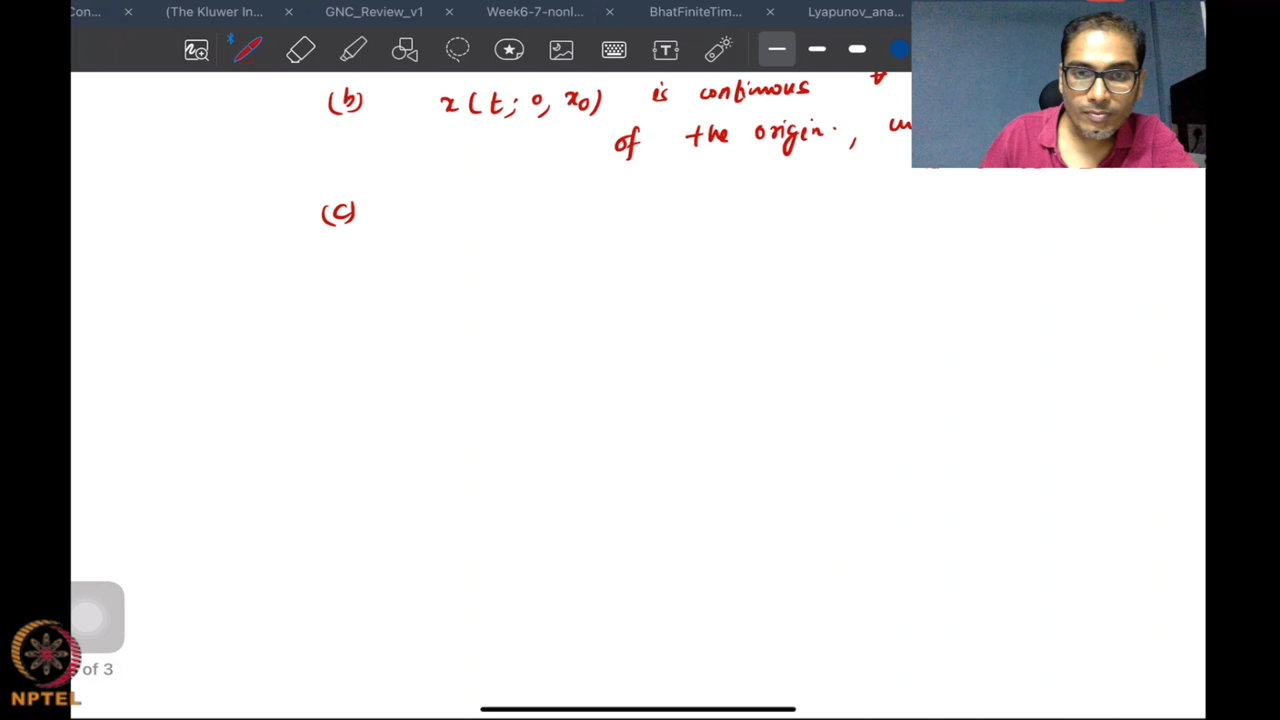 Con... (The Kluwer In... GNC_Review_v1 Week6-7-nonl... BhatFiniteTim... Lyapunov_ana...
T
(b) x(t; 0, x0) is continuous ∀
of the origin. ,
(c)
of 3
NPTEL